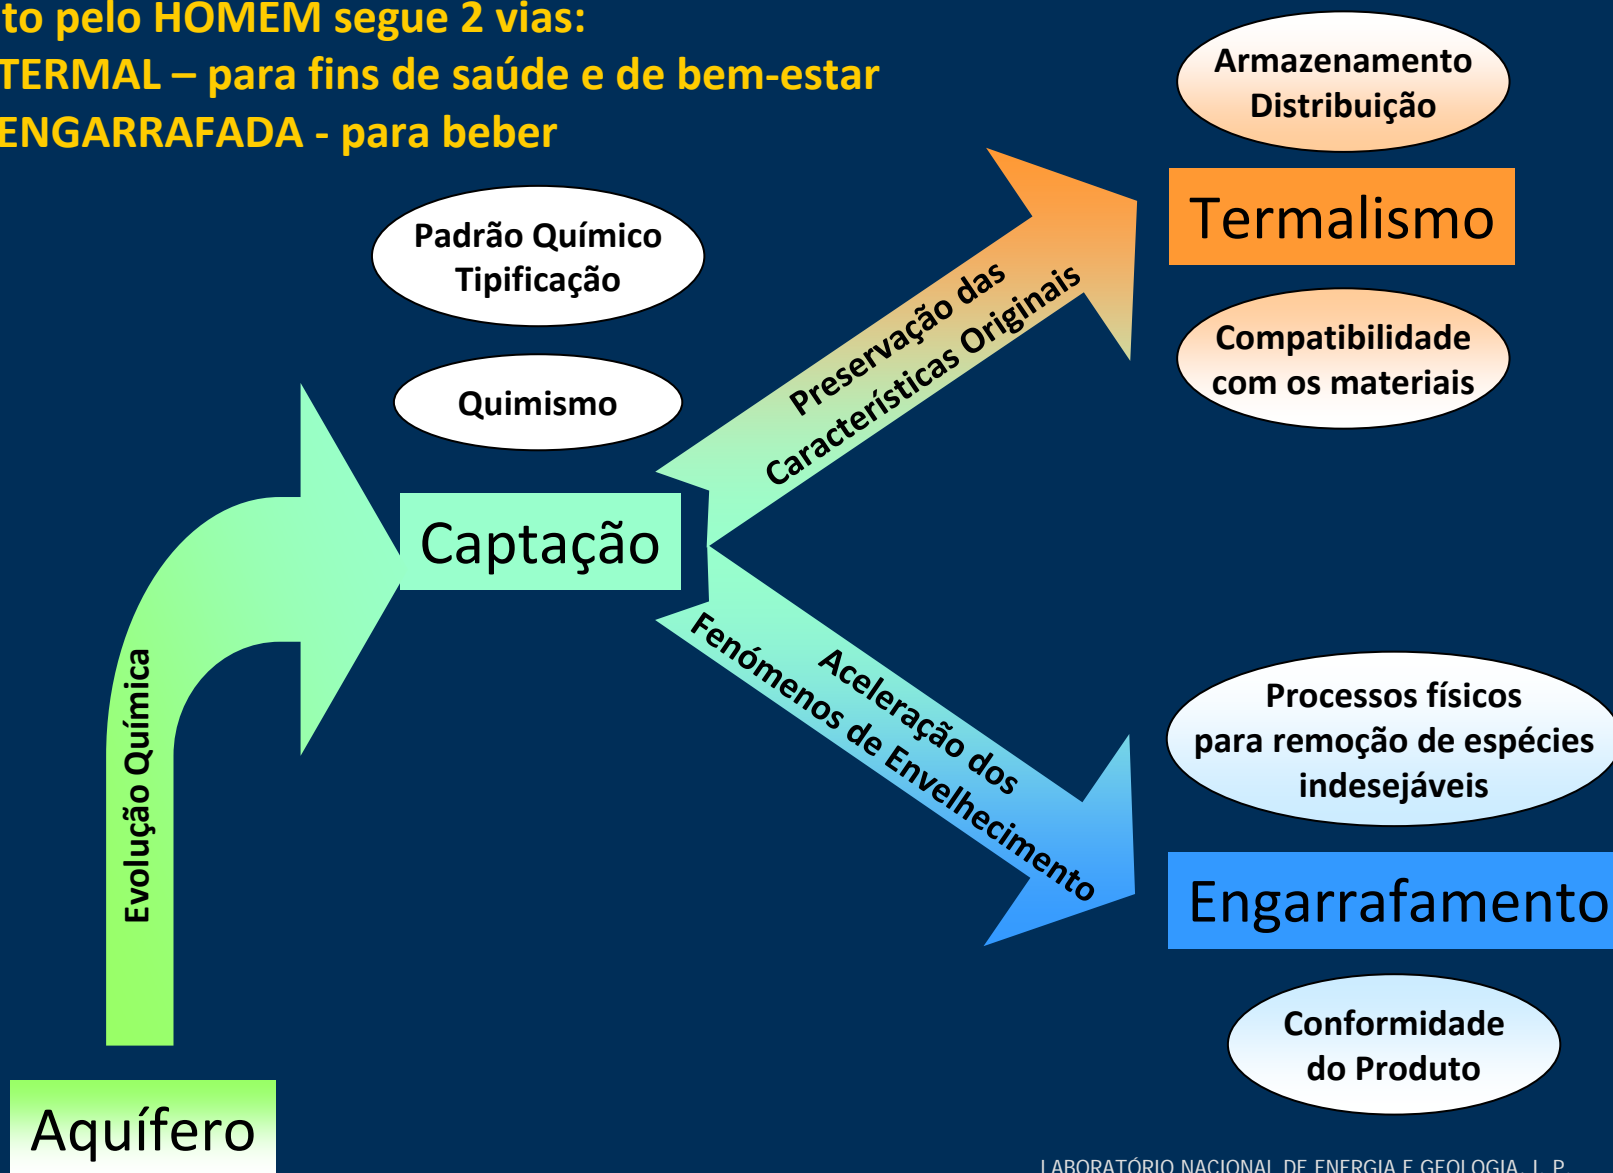 to pelo HOMEM segue 2 vias:
TERMAL – para fins de saúde e de bem-estar
ENGARRAFADA - para beber
Armazenamento
Distribuição
Termalismo
Compatibilidade
com os materiais
Padrão Químico
Tipificação
Quimismo
Captação
Preservação das
Características Originais
Aceleração dos
Fenómenos de Envelhecimento
Evolução Química
Aquífero
Processos físicos
para remoção de espécies
indesejáveis
Engarrafamento
Conformidade
do Produto
LABORATÓRIO NACIONAL DE ENERGIA E GEOLOGIA, I. P.